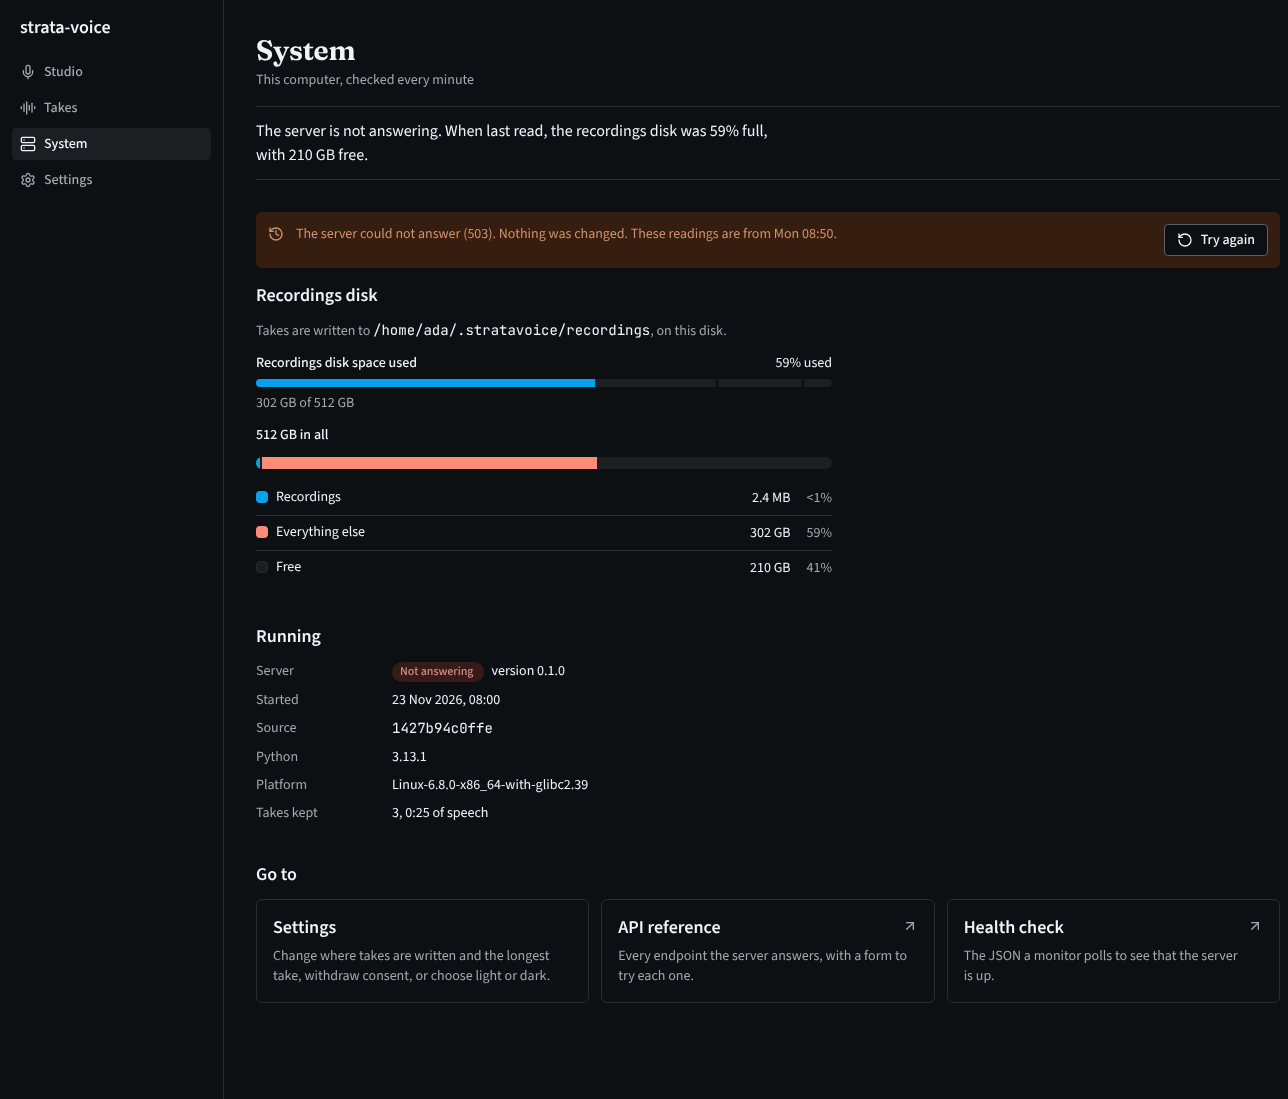 strata-voice
Studio
Takes
System
Settings
System
This computer, checked every minute
The server is not answering. When last read, the recordings disk was 59% full,
with 210 GB free.
The server could not answer (503). Nothing was changed. These readings are from Mon 08:50.
Try again
Recordings disk
Takes are written to /home/ada/.stratavoice/recordings, on this disk.
Recordings disk space used 59% used
302 GB of 512 GB
512 GB in all
Recordings 2.4 MB <1%
Everything else 302 GB 59%
Free 210 GB 41%
Running
Server Not answering version 0.1.0
Started 23 Nov 2026, 08:00
Source 1427b94c0ffe
Python 3.13.1
Platform Linux-6.8.0-x86_64-with-glibc2.39
Takes kept 3, 0:25 of speech
Go to
Settings
Change where takes are written and the longest
take, withdraw consent, or choose light or dark.
API reference
Every endpoint the server answers, with a form to
try each one.
Health check
The JSON a monitor polls to see that the server
is up.